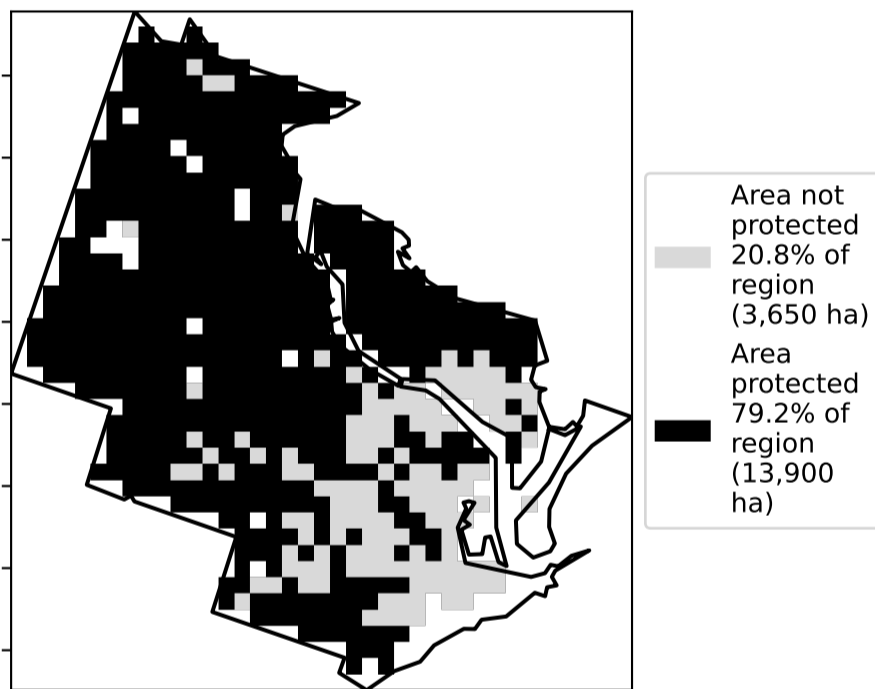 Area not
protected
20.8% of
region
(3,650 ha)
Area
protected
79.2% of
region
(13,900
ha)